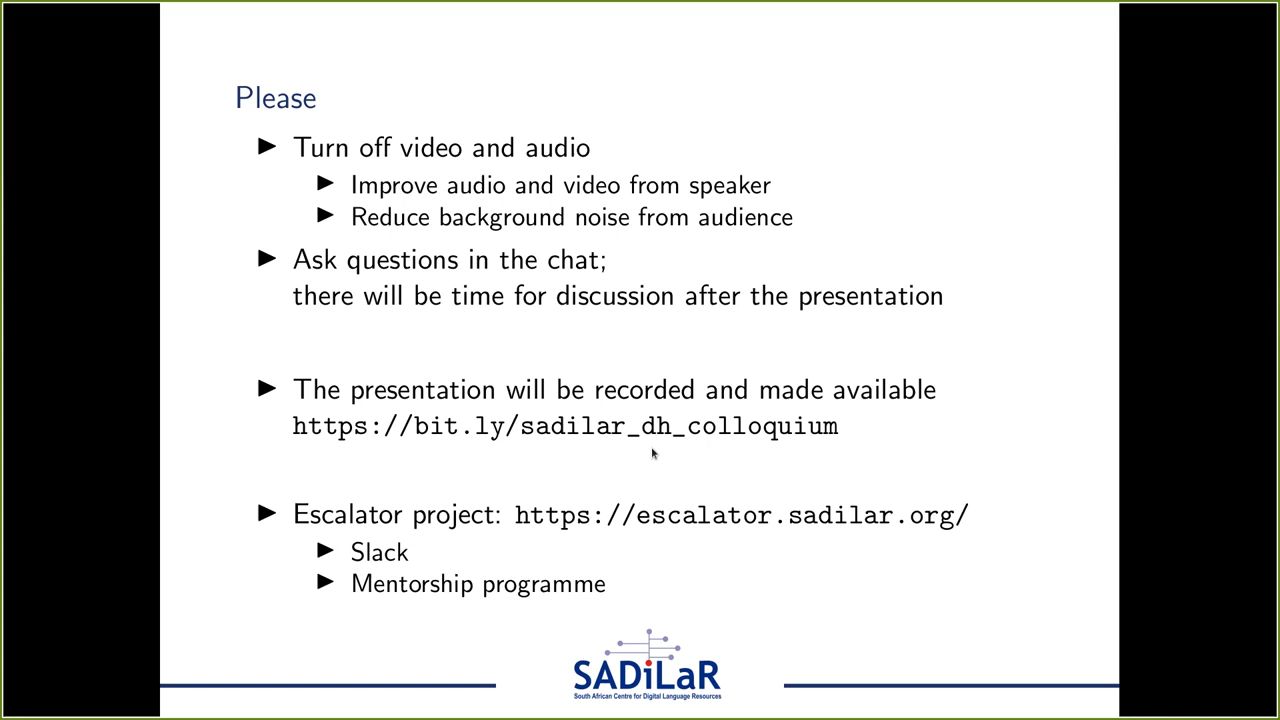 Please
▶ Turn off video and audio
▶ Improve audio and video from speaker
▶ Reduce background noise from audience
▶ Ask questions in the chat;
there will be time for discussion after the presentation
▶ The presentation will be recorded and made available
https://bit.ly/sadilar_dh_colloquium
▶ Escalator project: https://escalator.sadilar.org/
▶ Slack
▶ Mentorship programme
SADiLaR
South African Centre for Digital Language Resources